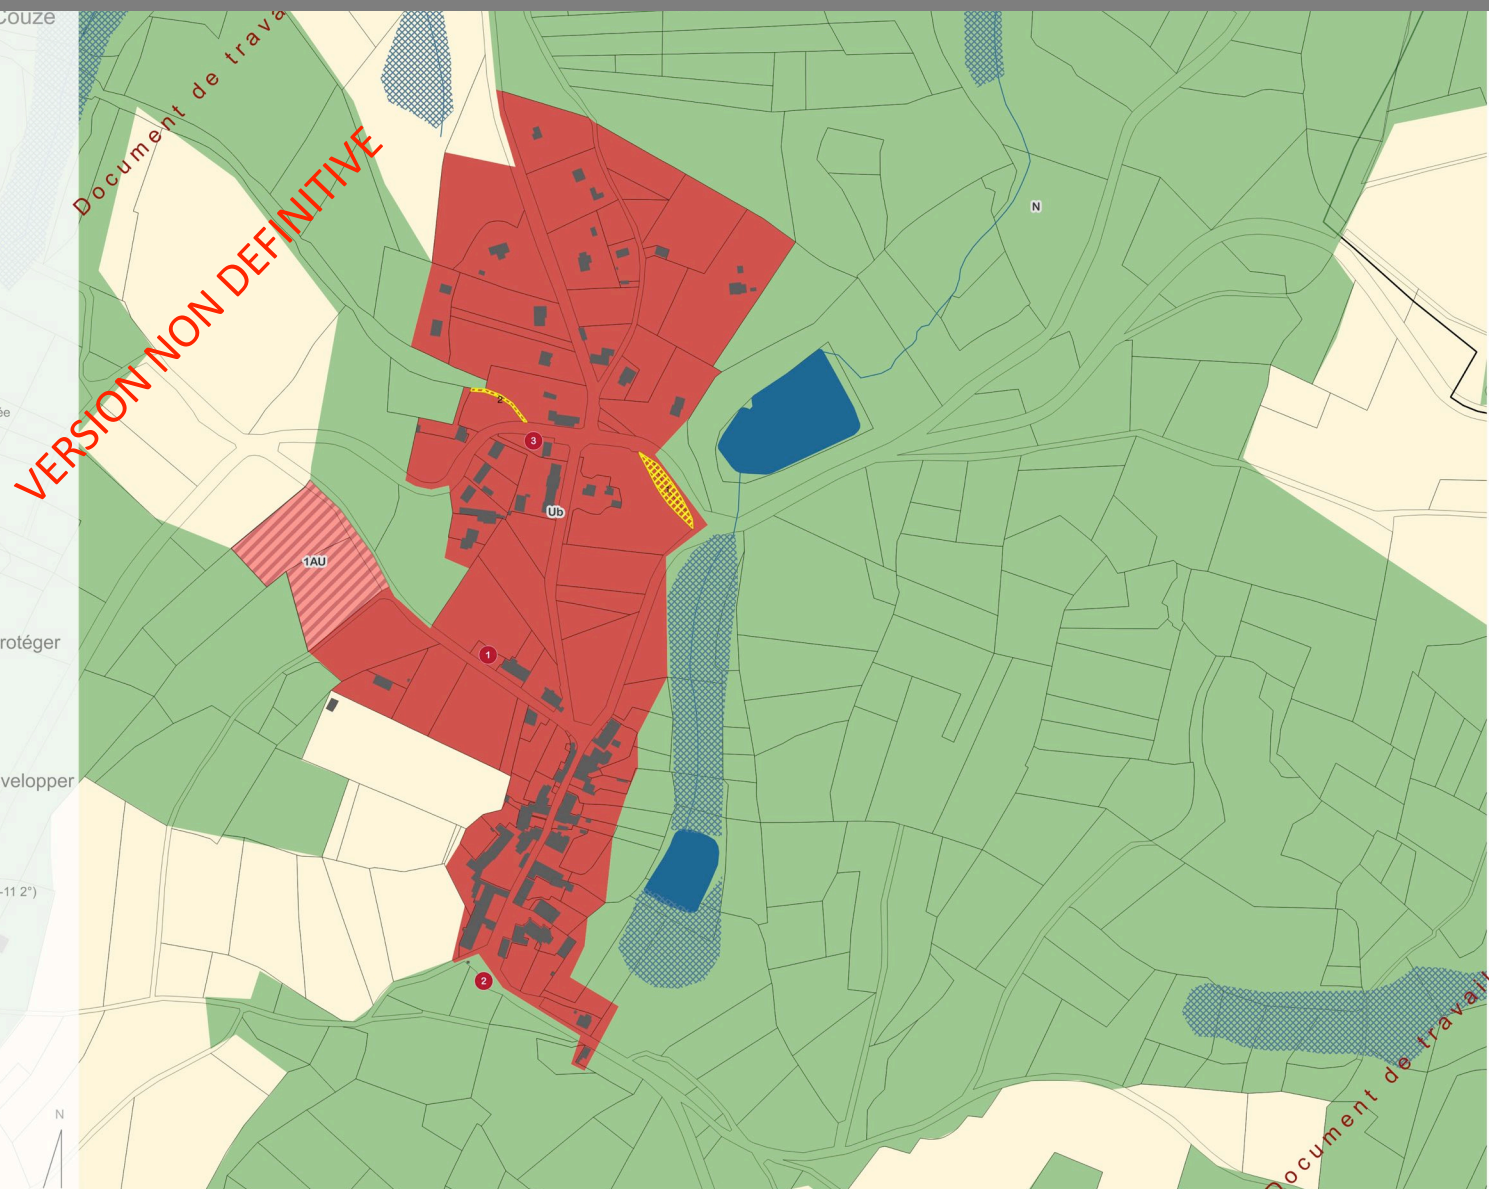 Couze
Document de trava
VERSION NON DEFINITIVE
N
2
3
Ub
1AU
ée
1
rotéger
velopper
-11 2°)
2
Document de travail
N